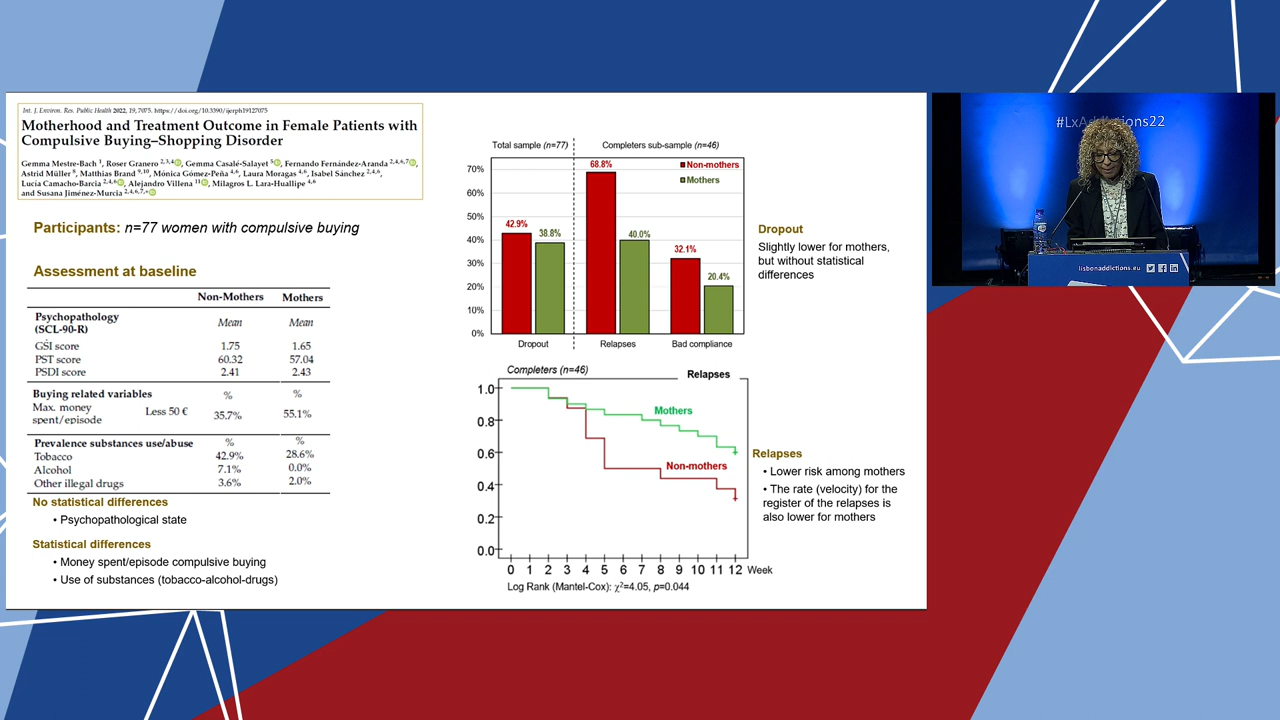 Int. J. Environ. Res. Public Health 2022, 19, 7075. https://doi.org/10.3390/ijerph19127075
Motherhood and Treatment Outcome in Female Patients with
Compulsive Buying–Shopping Disorder
Gemma Mestre-Bach 1, Roser Granero 2,3,4, Gemma Casalé-Salayet 5, Fernando Fernández-Aranda 2,4,6,7,
Astrid Müller 8, Matthias Brand 9,10, Mónica Gómez-Peña 4,6, Laura Moragas 4,6, Isabel Sánchez 2,4,6,
Lucía Camacho-Barcia 2,4,6, Alejandro Villena 11, Milagros L. Lara-Huallipe 4,6
and Susana Jiménez-Murcia 2,4,6,7,*
Participants: n=77 women with compulsive buying
Assessment at baseline
Non-Mothers Mothers
Psychopathology
(SCL-90-R) Mean Mean
GSI score 1.75 1.65
PST score 60.32 57.04
PSDI score 2.41 2.43
Buying related variables % %
Max. money
spent/episode Less 50 € 35.7% 55.1%
Prevalence substances use/abuse % %
Tobacco 42.9% 28.6%
Alcohol 7.1% 0.0%
Other illegal drugs 3.6% 2.0%
No statistical differences
• Psychopathological state
Statistical differences
• Money spent/episode compulsive buying
• Use of substances (tobacco-alcohol-drugs)
Total sample (n=77) Completers sub-sample (n=46)
70%
60%
50%
40%
30%
20%
10%
0%
42.9% 38.8% 68.8% 40.0% 32.1% 20.4%
Non-mothers
Mothers
Dropout Relapses Bad compliance
Dropout
Slightly lower for mothers,
but without statistical
differences
Completers (n=46) Relapses
1.0
0.8
0.6
0.4
0.2
0.0
Mothers
Non-mothers
0 1 2 3 4 5 6 7 8 9 10 11 12 Week
Log Rank (Mantel-Cox): χ²=4.05, p=0.044
Relapses
• Lower risk among mothers
• The rate (velocity) for the
register of the relapses is
also lower for mothers
#LxAddictions22
lisbonaddictions.eu